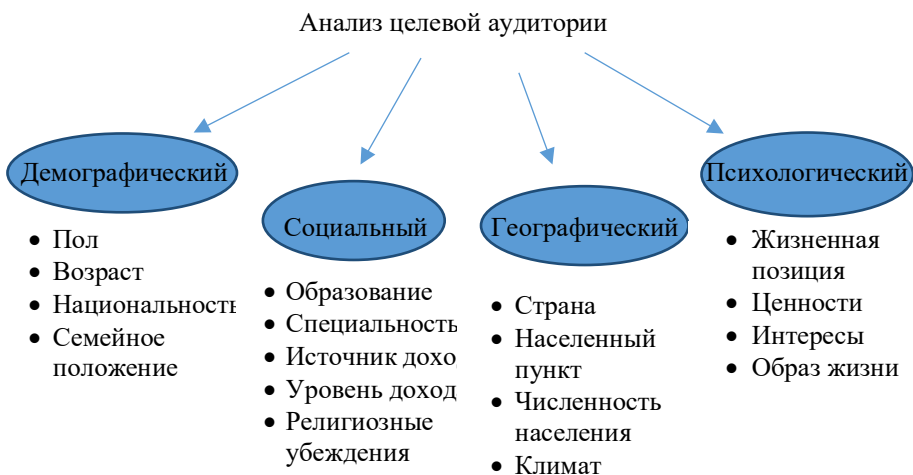 Анализ целевой аудитории
Демографический
• Пол
• Возраст
• Национальность
• Семейное
положение
Социальный
• Образование
• Специальность
• Источник дохо
• Уровень доход
• Религиозные
убеждения
Географический
• Страна
• Населенный
пункт
• Численность
населения
• Климат
Психологический
• Жизненная
позиция
• Ценности
• Интересы
• Образ жизни